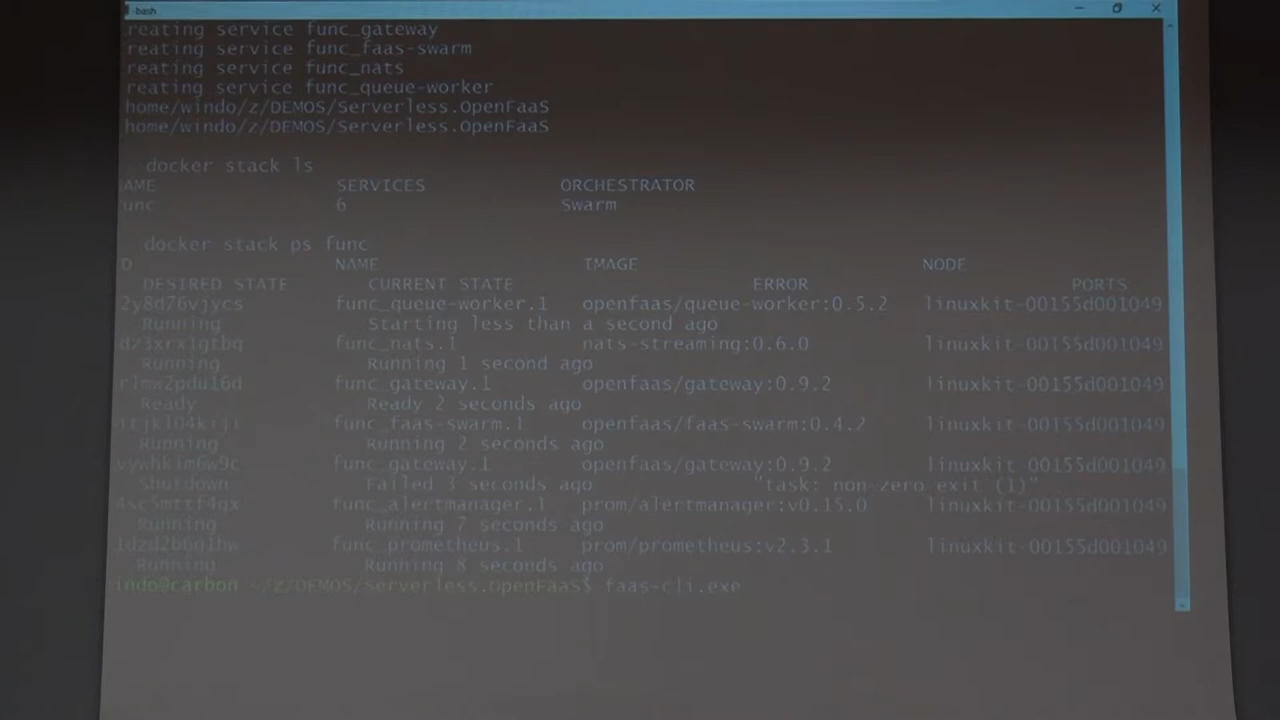 -bash
reating service func_gateway
reating service func_faas-swarm
reating service func_nats
reating service func_queue-worker
home/windo/z/DEMOS/Serverless.OpenFaaS
home/windo/z/DEMOS/Serverless.OpenFaaS
docker stack ls
AME SERVICES ORCHESTRATOR
unc 6 Swarm
docker stack ps func
D NAME IMAGE NODE
DESIRED STATE CURRENT STATE ERROR PORTS
2y8d76vjycs func_queue-worker.1 openfaas/queue-worker:0.5.2 linuxkit-00155d001049
Running Starting less than a second ago
dz3xrx1gtbq func_nats.1 nats-streaming:0.6.0 linuxkit-00155d001049
Running Running 1 second ago
func_gateway.1 openfaas/gateway:0.9.2 linuxkit-00155d001049
Ready Ready 2 seconds ago
func_faas-swarm.1 openfaas/faas-swarm:0.4.2 linuxkit-00155d001049
Running Running 2 seconds ago
func_gateway.1 openfaas/gateway:0.9.2 linuxkit-00155d001049
Shutdown Failed 3 seconds ago "task: non-zero exit (1)"
func_alertmanager.1 prom/alertmanager:v0.15.0 linuxkit-00155d001049
Running Running 7 seconds ago
func_prometheus.1 prom/prometheus:v2.3.1 linuxkit-00155d001049
Running Running 8 seconds ago
indo@carbon ~/z/DEMOS/Serverless.OpenFaaS$ faas-cli.exe